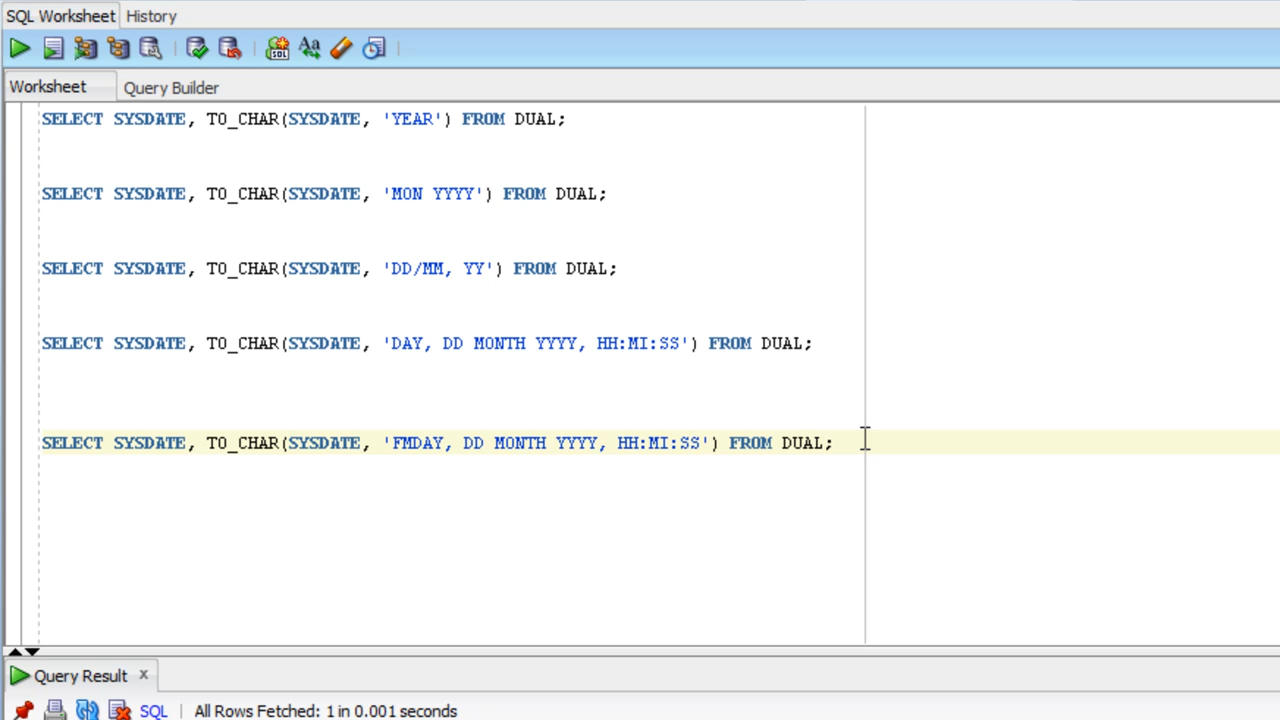 SQL Worksheet History
Worksheet Query Builder
SELECT SYSDATE, TO_CHAR(SYSDATE, 'YEAR') FROM DUAL;
SELECT SYSDATE, TO_CHAR(SYSDATE, 'MON YYYY') FROM DUAL;
SELECT SYSDATE, TO_CHAR(SYSDATE, 'DD/MM, YY') FROM DUAL;
SELECT SYSDATE, TO_CHAR(SYSDATE, 'DAY, DD MONTH YYYY, HH:MI:SS') FROM DUAL;
SELECT SYSDATE, TO_CHAR(SYSDATE, 'FMDAY, DD MONTH YYYY, HH:MI:SS') FROM DUAL;
Query Result x
SQL | All Rows Fetched: 1 in 0.001 seconds